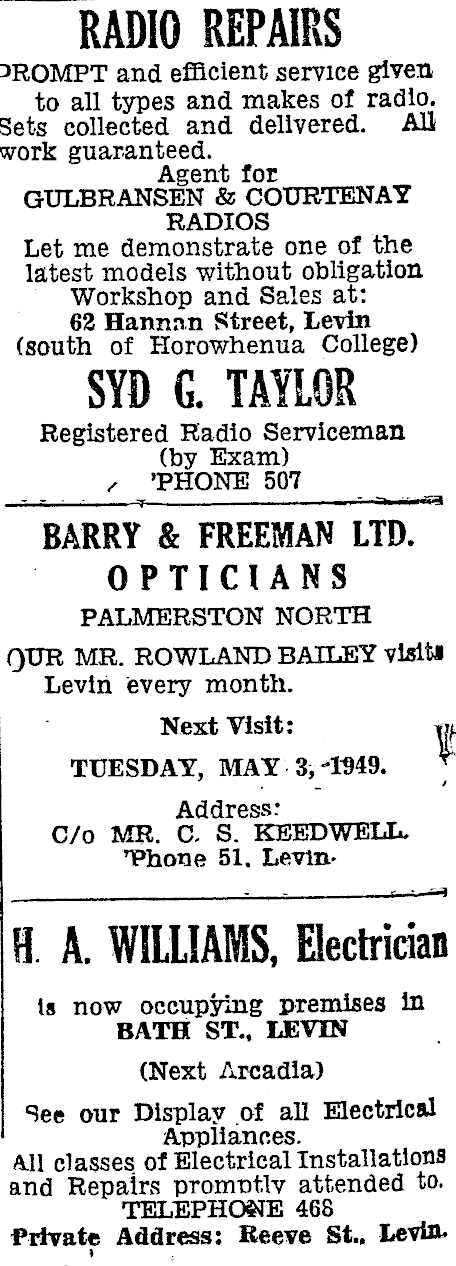 RADIO REPAIRS
PROMPT and efficient service given
to all types and makes of radio.
Sets collected and delivered. All
work guaranteed.
Agent for
GULBRANSEN & COURTENAY
RADIOS
Let me demonstrate one of the
latest models without obligation
Workshop and Sales at:
62 Hannan Street, Levin
(south of Horowhenua College)
SYD G. TAYLOR
Registered Radio Serviceman
(by Exam)
'PHONE 507
BARRY & FREEMAN LTD.
OPTICIANS
PALMERSTON NORTH
OUR MR. ROWLAND BAILEY visits
Levin every month.
Next Visit:
TUESDAY, MAY 3, 1949.
Address:
C/o MR. C. S. KEEDWELL,
'Phone 51, Levin.
H. A. WILLIAMS, Electrician
is now occupying premises in
BATH ST., LEVIN
(Next Arcadia)
See our Display of all Electrical
Appliances.
All classes of Electrical Installations
and Repairs promptly attended to.
TELEPHONE 468
Private Address: Reeve St., Levin.